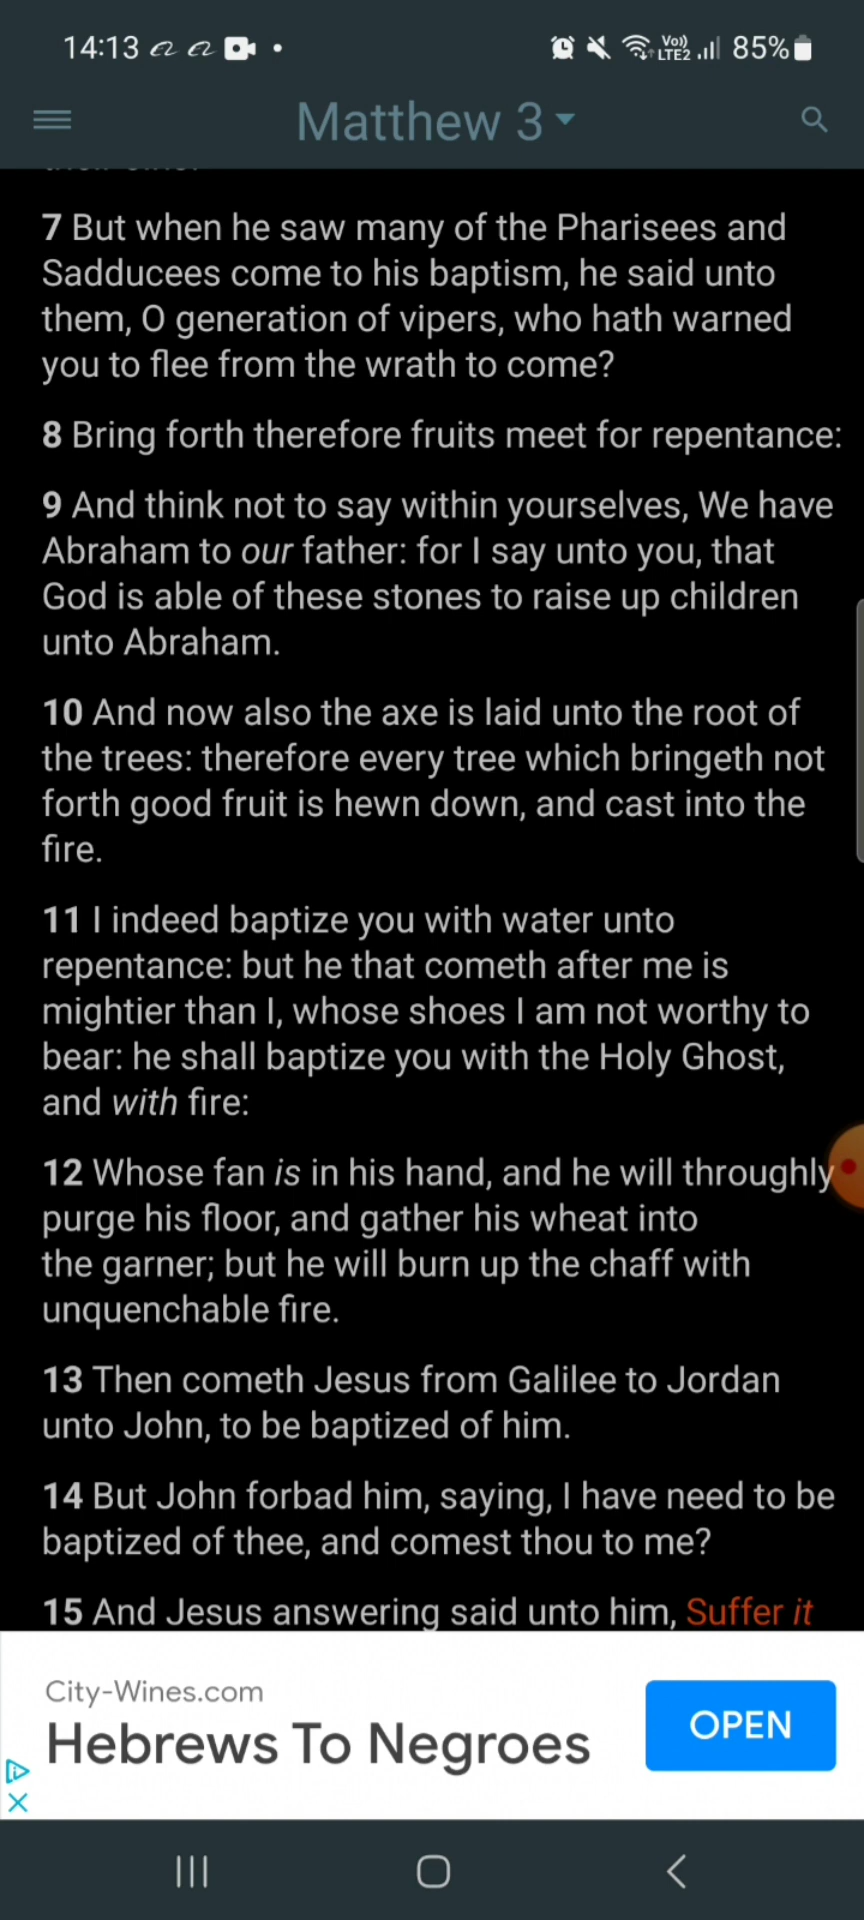 14:13
Vo))
LTE2
85%
Matthew 3
7 But when he saw many of the Pharisees and
Sadducees come to his baptism, he said unto
them, O generation of vipers, who hath warned
you to flee from the wrath to come?
8 Bring forth therefore fruits meet for repentance:
9 And think not to say within yourselves, We have
Abraham to our father: for I say unto you, that
God is able of these stones to raise up children
unto Abraham.
10 And now also the axe is laid unto the root of
the trees: therefore every tree which bringeth not
forth good fruit is hewn down, and cast into the
fire.
11 I indeed baptize you with water unto
repentance: but he that cometh after me is
mightier than I, whose shoes I am not worthy to
bear: he shall baptize you with the Holy Ghost,
and with fire:
12 Whose fan is in his hand, and he will throughly
purge his floor, and gather his wheat into
the garner; but he will burn up the chaff with
unquenchable fire.
13 Then cometh Jesus from Galilee to Jordan
unto John, to be baptized of him.
14 But John forbad him, saying, I have need to be
baptized of thee, and comest thou to me?
15 And Jesus answering said unto him, Suffer it
City-Wines.com
Hebrews To Negroes
OPEN